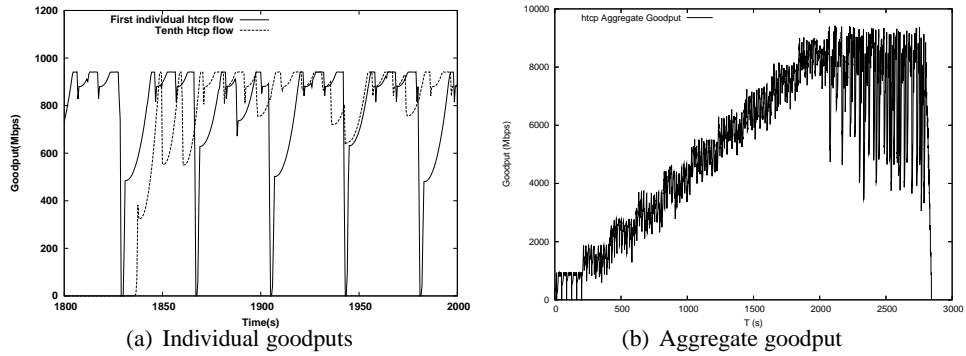 First individual htcp flow
Tenth Htcp flow
Goodput(Mbps)
1200
1000
800
600
400
200
0
1800 1850 1900 1950 2000
Time(s)
(a) Individual goodputs
htcp Aggregate Goodput
Goodput (Mbps)
10000
8000
6000
4000
2000
0
0 500 1000 1500 2000 2500 3000
T (s)
(b) Aggregate goodput